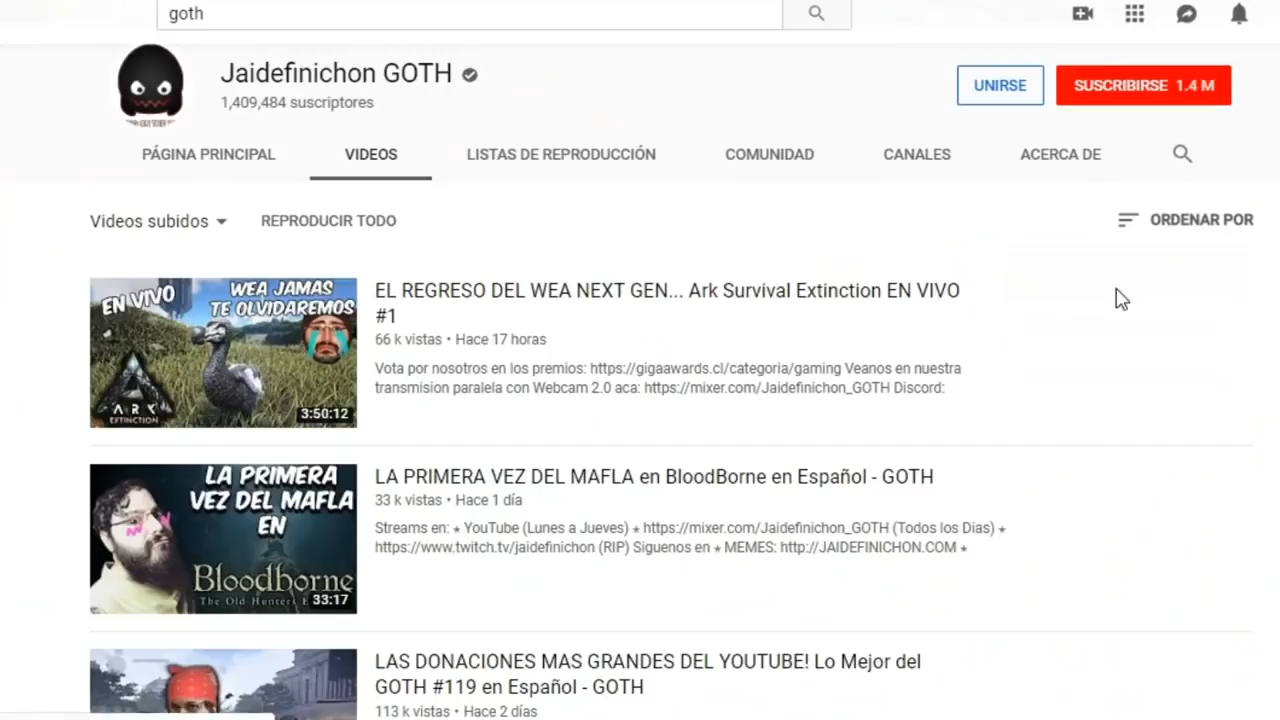 goth
Jaidefinichon GOTH
1,409,484 suscriptores
UNIRSE
SUSCRIBIRSE 1.4 M
PÁGINA PRINCIPAL
VIDEOS
LISTAS DE REPRODUCCIÓN
COMUNIDAD
CANALES
ACERCA DE
Videos subidos
REPRODUCIR TODO
ORDENAR POR
EN VIVO
WEA JAMAS
TE OLVIDAREMOS
ARK
EXTINCTION
3:50:12
EL REGRESO DEL WEA NEXT GEN... Ark Survival Extinction EN VIVO
#1
66 k vistas • Hace 17 horas
Vota por nosotros en los premios: https://gigaawards.cl/categoria/gaming Veanos en nuestra
transmision paralela con Webcam 2.0 aca: https://mixer.com/Jaidefinichon_GOTH Discord:
LA PRIMERA
VEZ DEL MAFLA
EN
Bloodborne
The Old Hunters
33:17
LA PRIMERA VEZ DEL MAFLA en BloodBorne en Español - GOTH
33 k vistas • Hace 1 día
Streams en: ⋆ YouTube (Lunes a Jueves) ⋆ https://mixer.com/Jaidefinichon_GOTH (Todos los Dias) ⋆
https://www.twitch.tv/jaidefinichon (RIP) Siguenos en ⋆ MEMES: http://JAIDEFINICHON.COM ⋆
LAS DONACIONES MAS GRANDES DEL YOUTUBE! Lo Mejor del
GOTH #119 en Español - GOTH
113 k vistas • Hace 2 días